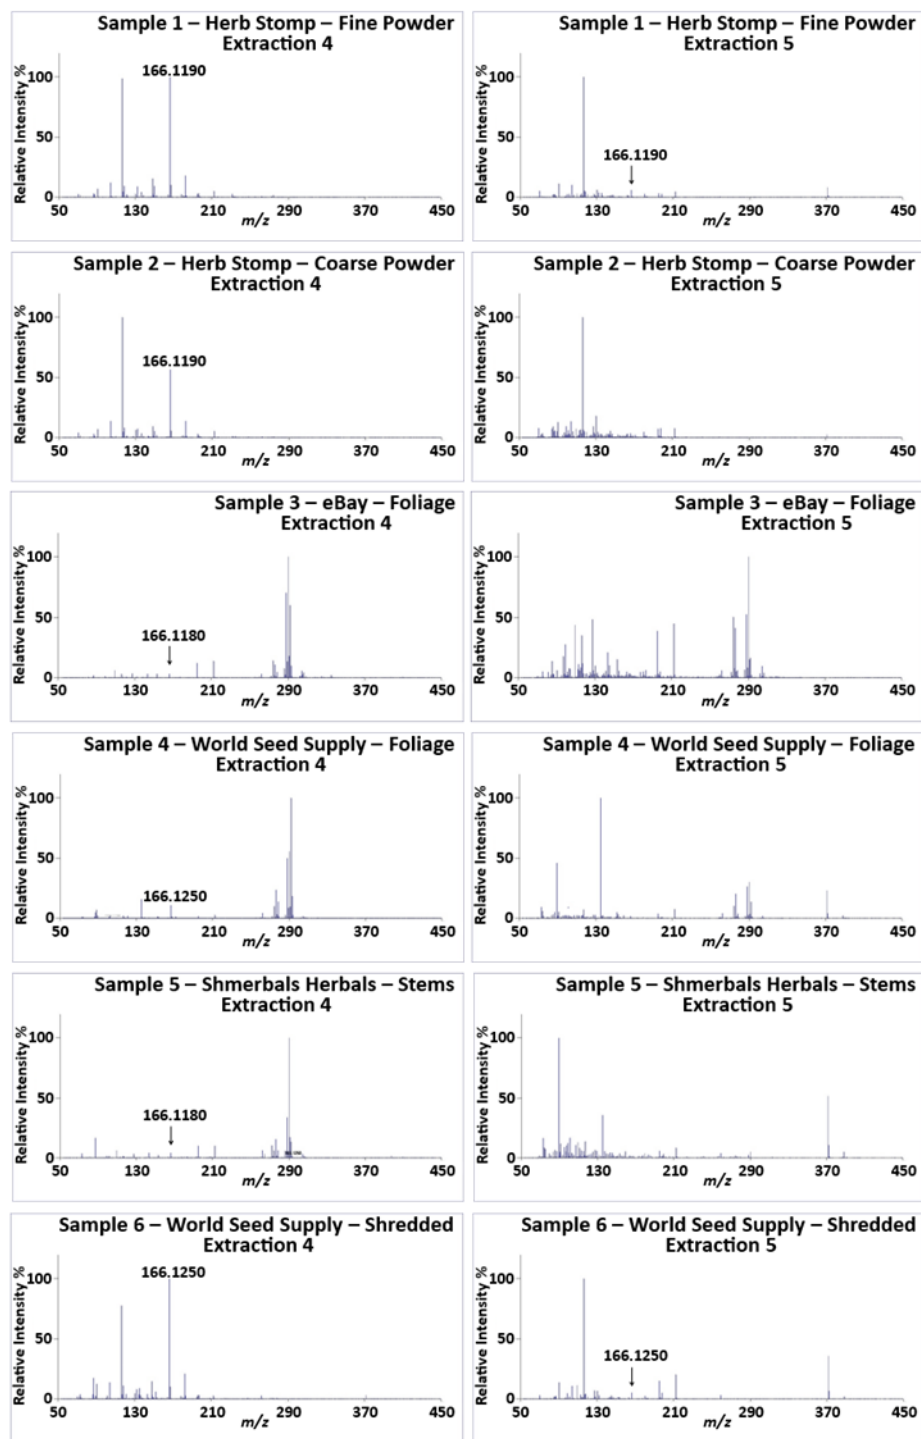 Sample 1 – Herb Stomp – Fine Powder
Extraction 4
Relative Intensity %
100
50
0
166.1190
50 130 210 290 370 450
m/z
Sample 1 – Herb Stomp – Fine Powder
Extraction 5
Relative Intensity %
100
50
0
166.1190
50 130 210 290 370 450
m/z
Sample 2 – Herb Stomp – Coarse Powder
Extraction 4
Relative Intensity %
100
50
0
166.1190
50 130 210 290 370 450
m/z
Sample 2 – Herb Stomp – Coarse Powder
Extraction 5
Relative Intensity %
100
50
0
50 130 210 290 370 450
m/z
Sample 3 – eBay – Foliage
Extraction 4
Relative Intensity %
100
50
0
166.1180
50 130 210 290 370 450
m/z
Sample 3 – eBay – Foliage
Extraction 5
Relative Intensity %
100
50
0
50 130 210 290 370 450
m/z
Sample 4 – World Seed Supply – Foliage
Extraction 4
Relative Intensity %
100
50
0
166.1250
50 130 210 290 370 450
m/z
Sample 4 – World Seed Supply – Foliage
Extraction 5
Relative Intensity %
100
50
0
50 130 210 290 370 450
m/z
Sample 5 – Shmerbals Herbals – Stems
Extraction 4
Relative Intensity %
100
50
0
166.1180
50 130 210 290 370 450
m/z
Sample 5 – Shmerbals Herbals – Stems
Extraction 5
Relative Intensity %
100
50
0
50 130 210 290 370 450
m/z
Sample 6 – World Seed Supply – Shredded
Extraction 4
Relative Intensity %
100
50
0
166.1250
50 130 210 290 370 450
m/z
Sample 6 – World Seed Supply – Shredded
Extraction 5
Relative Intensity %
100
50
0
166.1250
50 130 210 290 370 450
m/z